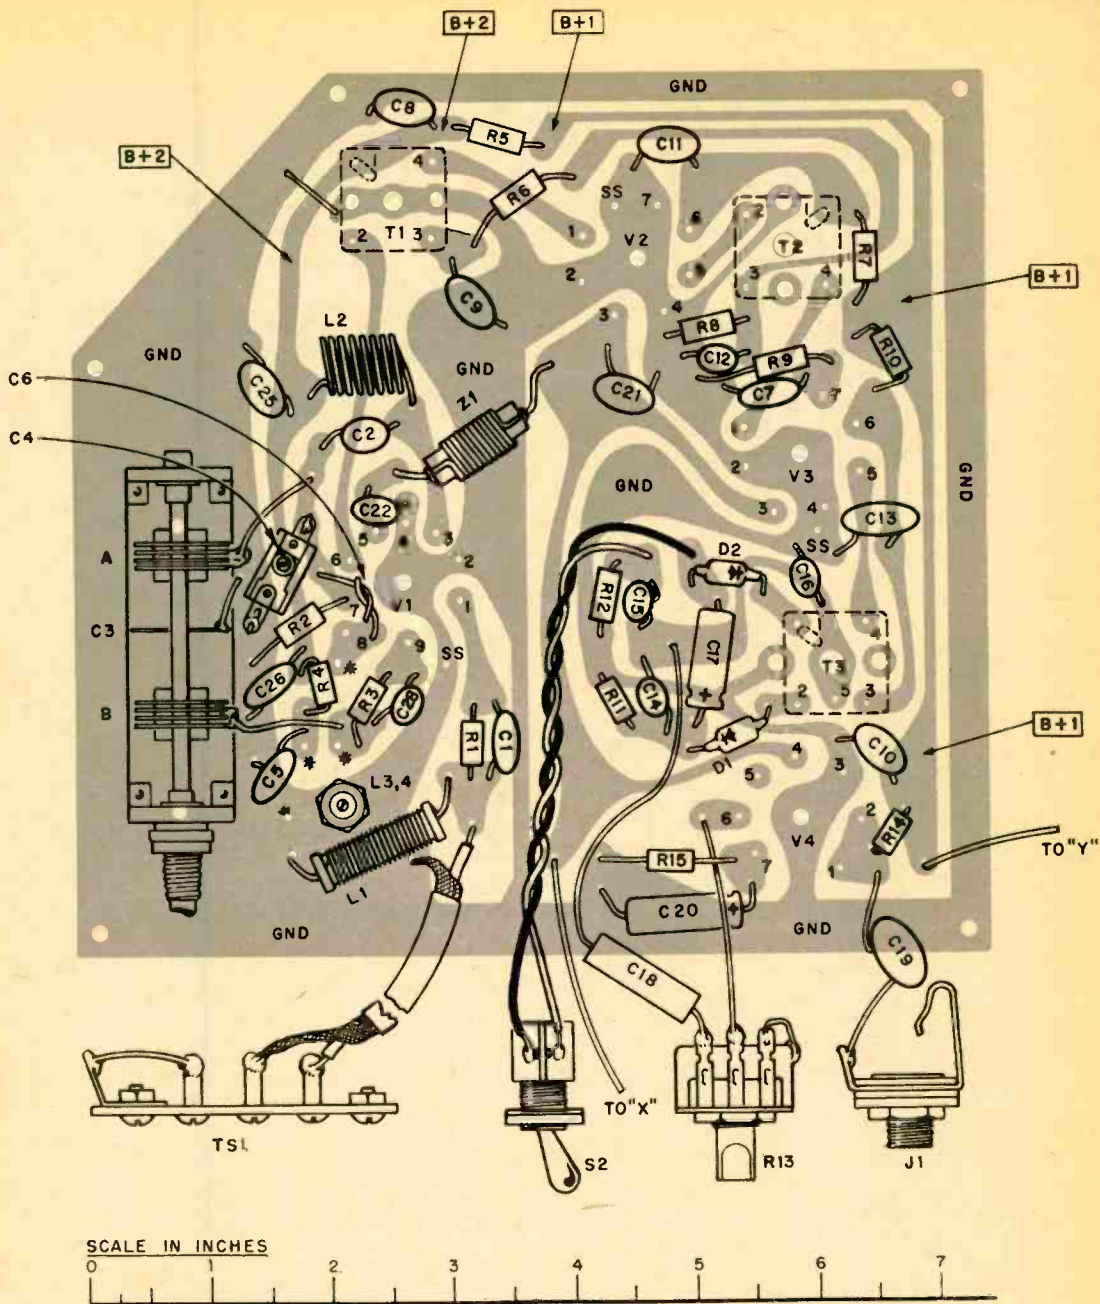 B+2
B+1
GND
C8
R5
C11
B+2
4
R6
SS
7
6
2
2
T1
3
1
V2
T2
R7
2
3
4
B+1
C9
L2
3
4
R8
R10
GND
C12
R9
C6
C25
GND
C21
C7
7
Z1
C4
C2
6
2
V3
5
GND
GND
C22
3
4
C13
5
3
A
6
2
D2
SS
C16
R12
C15
V1
7
1
C3
R2
8
9
SS
C17
4
T3
C26
R4
*
R3
C28
R11
C14
+
2
5
3
B
R1
C1
B+1
D1
4
3
C10
C5
*
*
5
L3,4
*
6
V4
2
R14
TO "Y"
R15
7
1
L1
C20
+
GND
GND
C18
C19
TO "X"
TS1
S2
R13
J1
SCALE IN INCHES
0 1 2 3 4 5 6 7